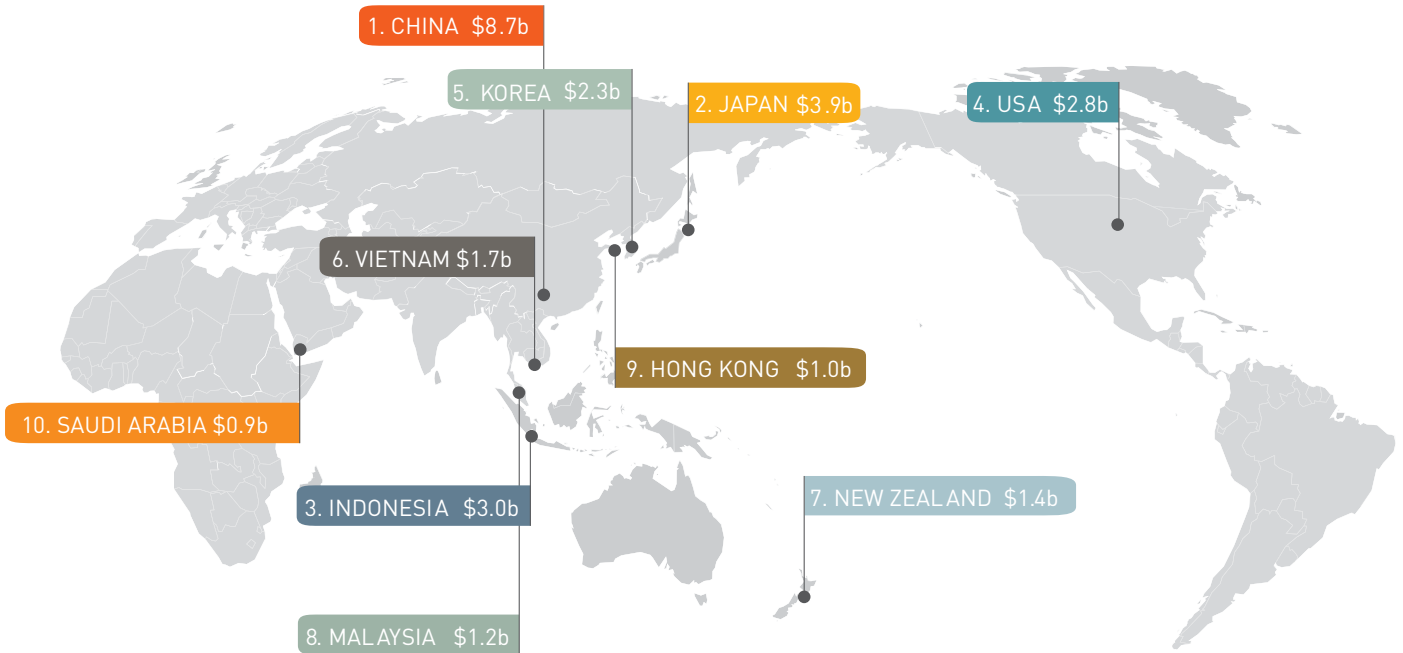 1. CHINA $8.7b
5. KOREA $2.3b
2. JAPAN $3.9b
4. USA $2.8b
6. VIETNAM $1.7b
9. HONG KONG $1.0b
10. SAUDI ARABIA $0.9b
3. INDONESIA $3.0b
7. NEW ZEALAND $1.4b
8. MALAYSIA $1.2b